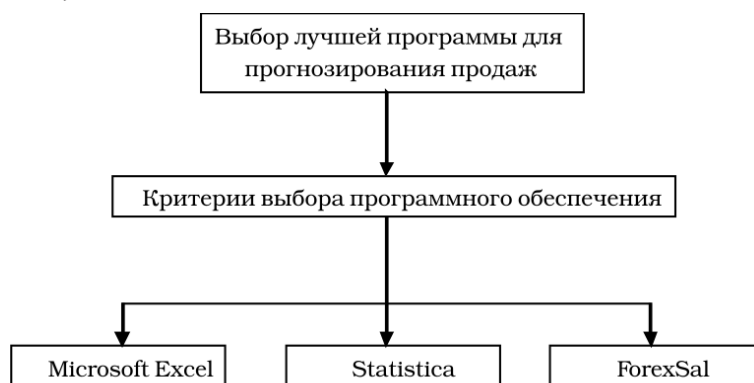 Выбор лучшей программы для
прогнозирования продаж
Критерии выбора программного обеспечения
Microsoft Excel
Statistica
ForexSal